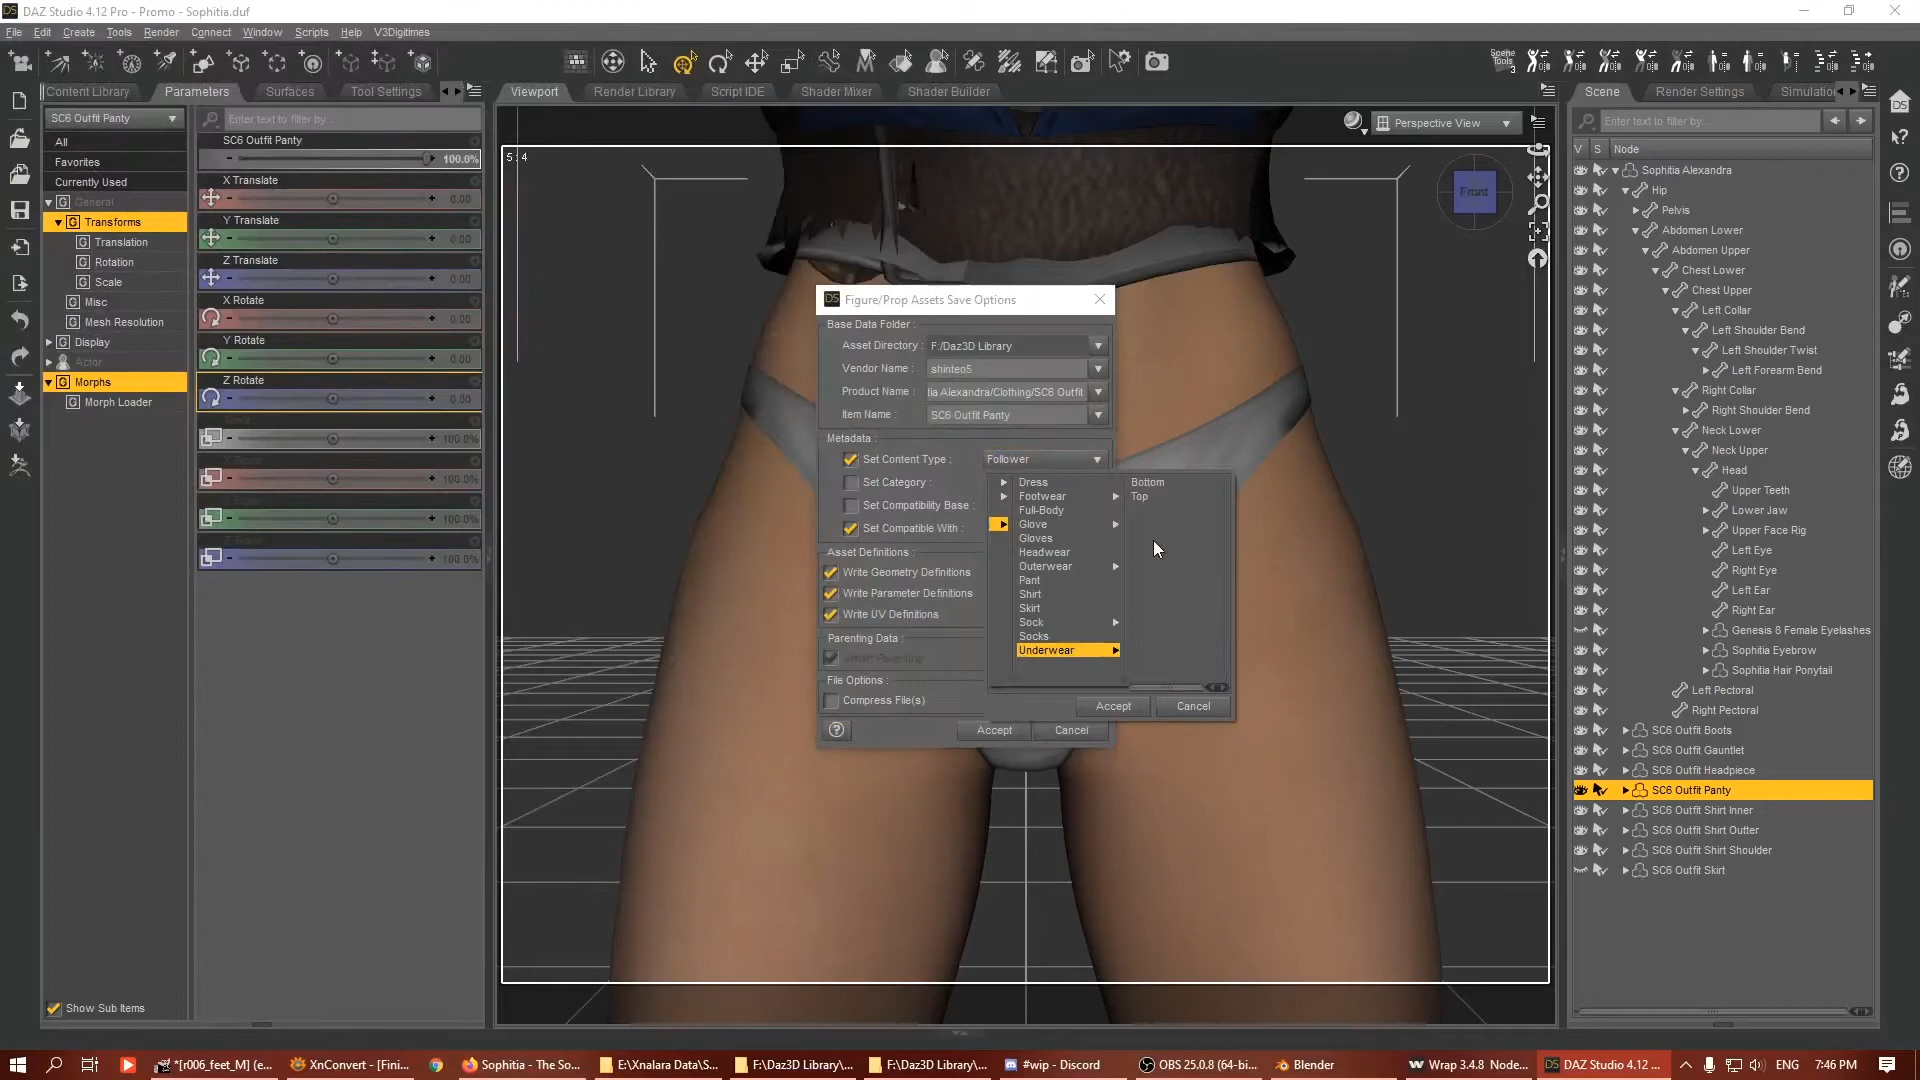 DAZ Studio 4.12 Pro - Promo - Sophitia.duf
File Edit Create Tools Render Connect Window Scripts Help V3Digitimes
Scene Tools 3
Content Library Parameters Surfaces Tool Settings
SC6 Outfit Panty
Enter text to filter by...
All
Favorites
Currently Used
General
Transforms
Translation
Rotation
Scale
Misc
Mesh Resolution
Display
Actor
Morphs
Morph Loader
Show Sub Items
SC6 Outfit Panty
100.0%
X Translate
0.00
Y Translate
0.00
Z Translate
0.00
X Rotate
0.00
Y Rotate
0.00
Z Rotate
0.00
100.0%
100.0%
100.0%
100.0%
Viewport Render Library Script IDE Shader Mixer Shader Builder
5 : 4
Perspective View
Front
Figure/Prop Assets Save Options
Base Data Folder :
Asset Directory : F:/Daz3D Library
Vendor Name : shinteo5
Product Name : tia Alexandra/Clothing/SC6 Outfit
Item Name : SC6 Outfit Panty
Metadata :
Set Content Type : Follower
Set Category :
Set Compatibility Base :
Set Compatible With :
Asset Definitions :
Write Geometry Definitions
Write Parameter Definitions
Write UV Definitions
Parenting Data :
File Options :
Compress File(s)
Accept Cancel
Dress
Footwear
Full-Body
Glove
Gloves
Headwear
Outerwear
Pant
Shirt
Skirt
Sock
Socks
Underwear
Bottom
Top
Accept Cancel
Scene Render Settings Simulation
Enter text to filter by...
V S Node
Sophitia Alexandra
Hip
Pelvis
Abdomen Lower
Abdomen Upper
Chest Lower
Chest Upper
Left Collar
Left Shoulder Bend
Left Shoulder Twist
Left Forearm Bend
Right Collar
Right Shoulder Bend
Neck Lower
Neck Upper
Head
Upper Teeth
Lower Jaw
Upper Face Rig
Left Eye
Right Eye
Left Ear
Right Ear
Genesis 8 Female Eyelashes
Sophitia Eyebrow
Sophitia Hair Ponytail
Left Pectoral
Right Pectoral
SC6 Outfit Boots
SC6 Outfit Gauntlet
SC6 Outfit Headpiece
SC6 Outfit Panty
SC6 Outfit Shirt Inner
SC6 Outfit Shirt Outter
SC6 Outfit Shirt Shoulder
SC6 Outfit Skirt
*[r006_feet_M] (e... XnConvert - [Fini... Sophitia - The So... E:\Xnalara Data\S... F:\Daz3D Library\... F:\Daz3D Library\... #wip - Discord OBS 25.0.8 (64-bi... Blender Wrap 3.4.8 Node... DAZ Studio 4.12 ... ENG 7:46 PM